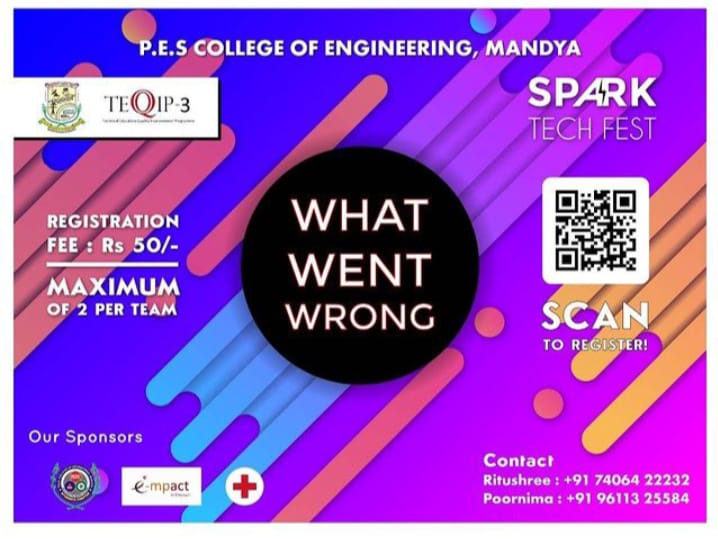 P.E.S COLLEGE OF ENGINEERING, MANDYA
TEQIP-3
SPARK
TECH FEST
REGISTRATION
FEE : Rs 50/-
MAXIMUM
OF 2 PER TEAM
WHAT
WENT
WRONG
SCAN
TO REGISTER!
Our Sponsors
e-mpact
Contact
Ritushree : +91 74064 22232
Poornima : +91 96113 25584